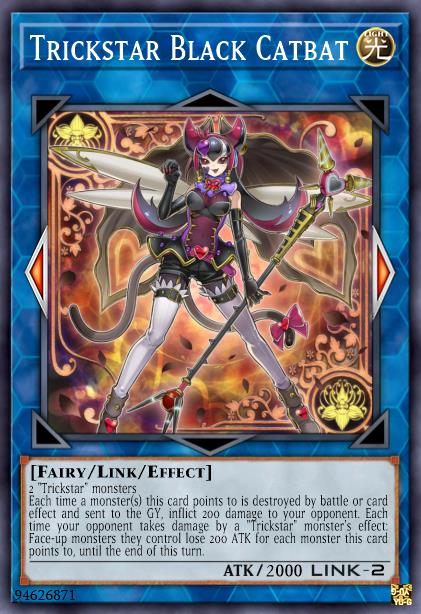 TRICKSTAR BLACK CATBAT
LIGHT
光
[FAIRY/LINK/EFFECT]
2 "Trickstar" monsters
Each time a monster(s) this card points to is destroyed by battle or card
effect and sent to the GY, inflict 200 damage to your opponent. Each
time your opponent takes damage by a "Trickstar" monster's effect:
Face-up monsters they control lose 200 ATK for each monster this card
points to, until the end of this turn.
ATK/2000 LINK-2
94626871